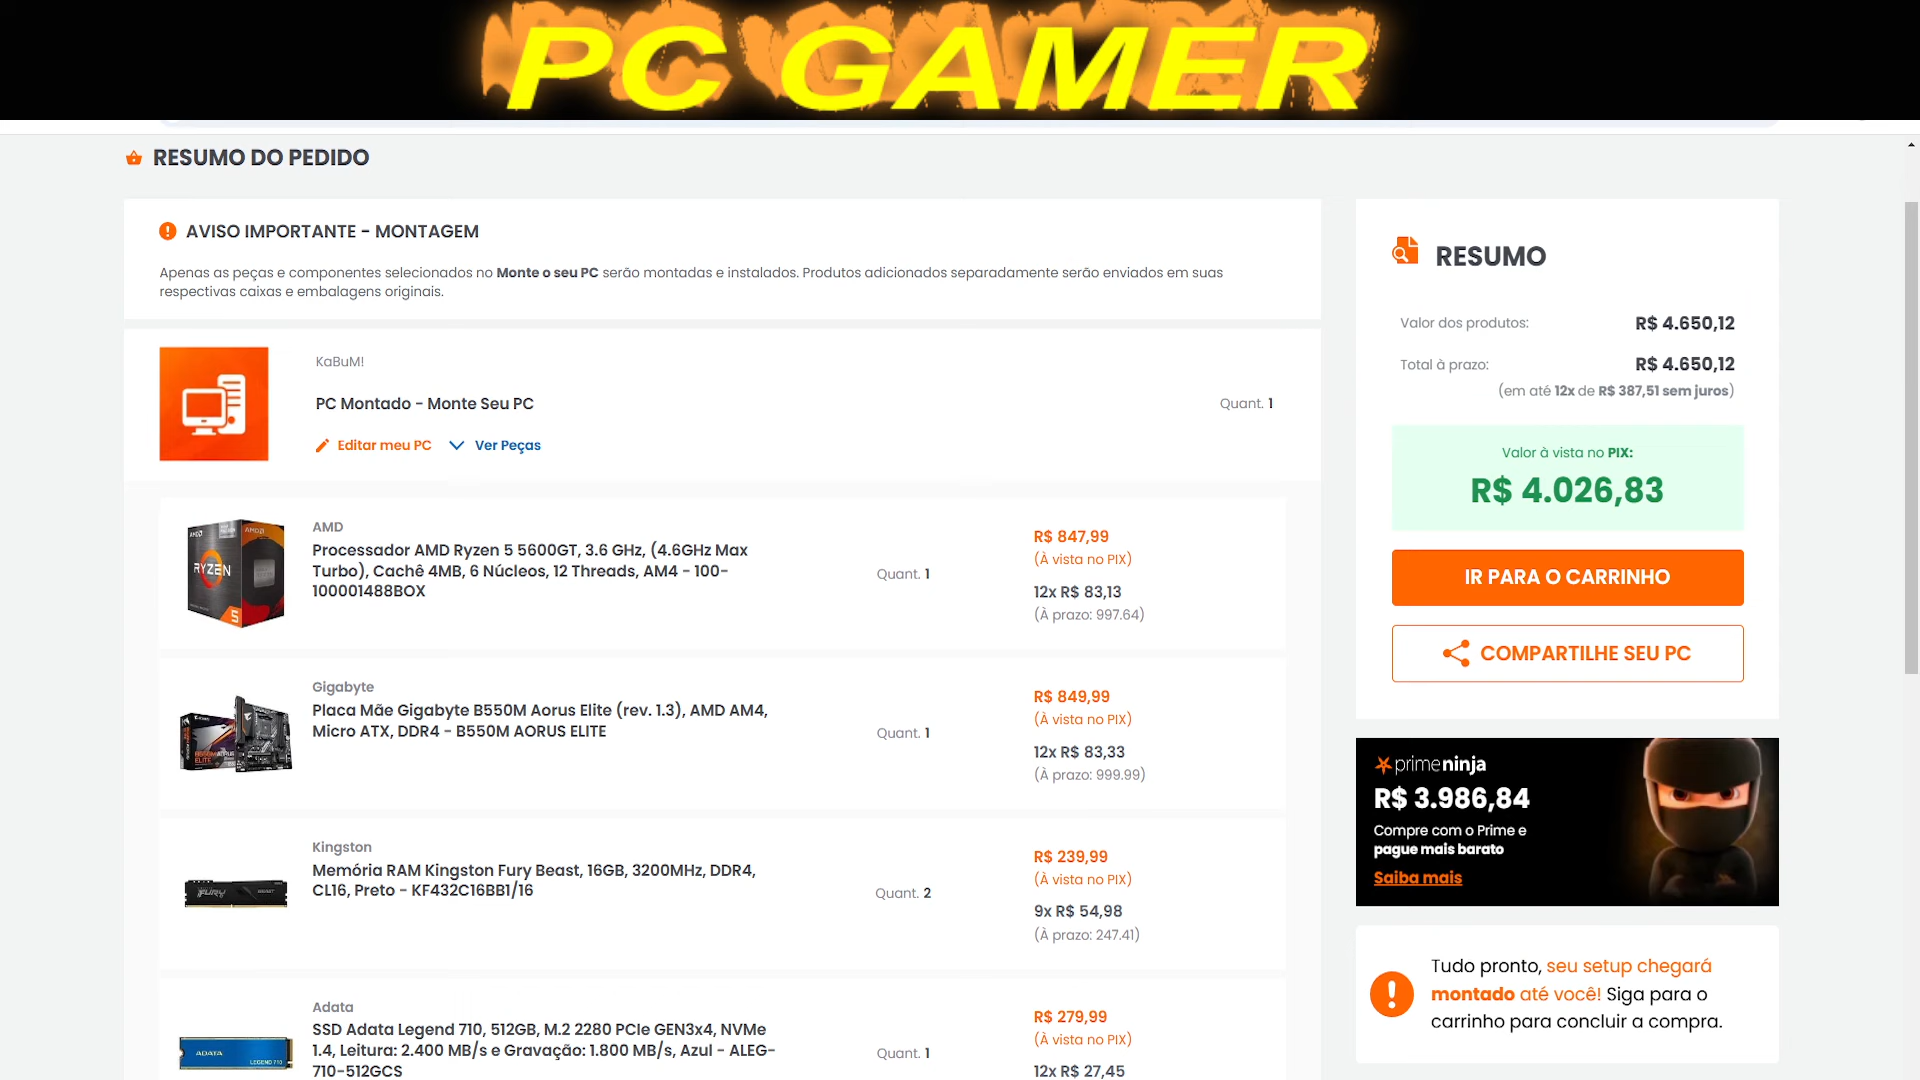 PC GAMER
RESUMO DO PEDIDO
AVISO IMPORTANTE - MONTAGEM
Apenas as peças e componentes selecionados no Monte o seu PC serão montadas e instalados. Produtos adicionados separadamente serão enviados em suas
respectivas caixas e embalagens originais.
KaBuM!
PC Montado - Monte Seu PC
Quant. 1
Editar meu PC
Ver Peças
AMD
Processador AMD Ryzen 5 5600GT, 3.6 GHz, (4.6GHz Max
Turbo), Cachê 4MB, 6 Núcleos, 12 Threads, AM4 - 100-
100001488BOX
Quant. 1
R$ 847,99
(À vista no PIX)
12x R$ 83,13
(À prazo: 997.64)
Gigabyte
Placa Mãe Gigabyte B550M Aorus Elite (rev. 1.3), AMD AM4,
Micro ATX, DDR4 - B550M AORUS ELITE
Quant. 1
R$ 849,99
(À vista no PIX)
12x R$ 83,33
(À prazo: 999.99)
Kingston
Memória RAM Kingston Fury Beast, 16GB, 3200MHz, DDR4,
CL16, Preto - KF432C16BB1/16
Quant. 2
R$ 239,99
(À vista no PIX)
9x R$ 54,98
(À prazo: 247.41)
Adata
SSD Adata Legend 710, 512GB, M.2 2280 PCIe GEN3x4, NVMe
1.4, Leitura: 2.400 MB/s e Gravação: 1.800 MB/s, Azul - ALEG-
710-512GCS
Quant. 1
R$ 279,99
(À vista no PIX)
12x R$ 27,45
RYZEN
5
FURY
ADATA
LEGEND 710
RESUMO
Valor dos produtos:
R$ 4.650,12
Total à prazo:
R$ 4.650,12
(em até 12x de R$ 387,51 sem juros)
Valor à vista no PIX:
R$ 4.026,83
IR PARA O CARRINHO
COMPARTILHE SEU PC
primeninja
R$ 3.986,84
Compre com o Prime e
pague mais barato
Saiba mais
Tudo pronto, seu setup chegará
montado até você! Siga para o
carrinho para concluir a compra.